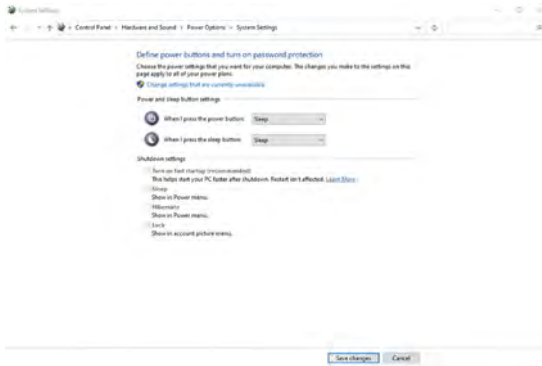 System Settings
Control Panel > Hardware and Sound > Power Options > System Settings
Define power buttons and turn on password protection
Choose the power settings that you want for your computer. The changes you make to the settings on this
page apply to all of your power plans.
Change settings that are currently unavailable
Power and sleep button settings
When I press the power button: Sleep
When I press the sleep button: Sleep
Shutdown settings
Turn on fast startup (recommended)
This helps start your PC faster after shutdown. Restart isn't affected. Learn More
Sleep
Show in Power menu.
Hibernate
Show in Power menu.
Lock
Show in account picture menu.
Save changes Cancel